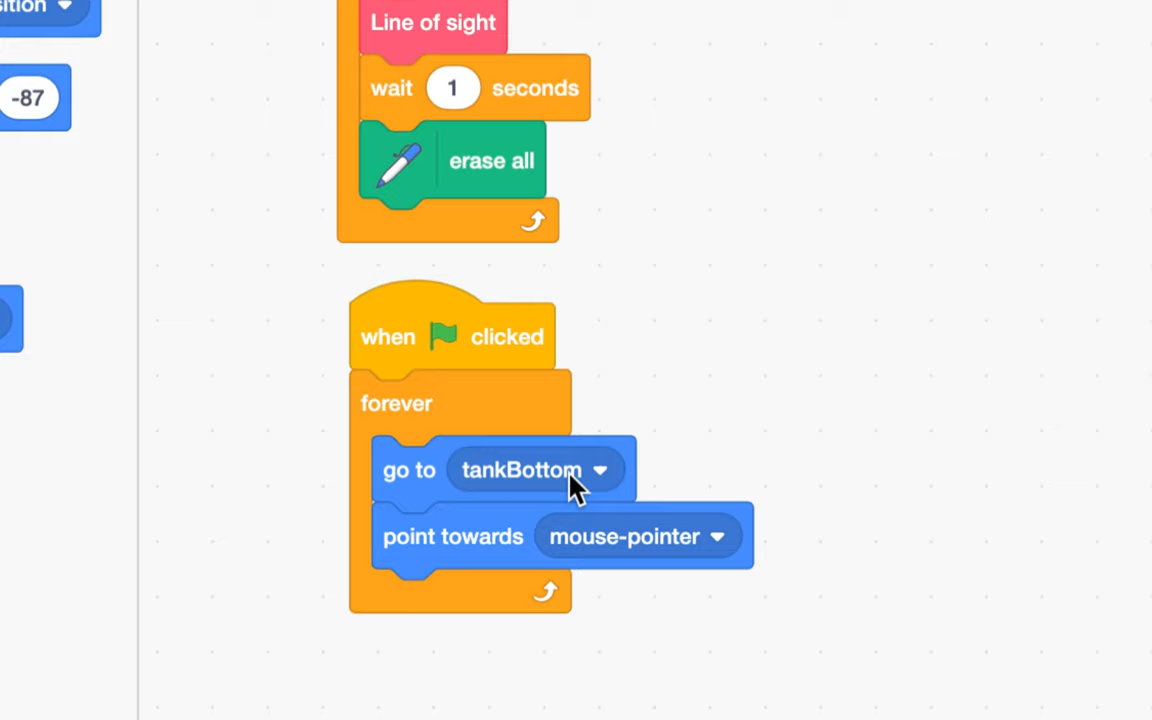 Line of sight
-87
wait 1 seconds
erase all
when clicked
forever
go to tankBottom
point towards mouse-pointer